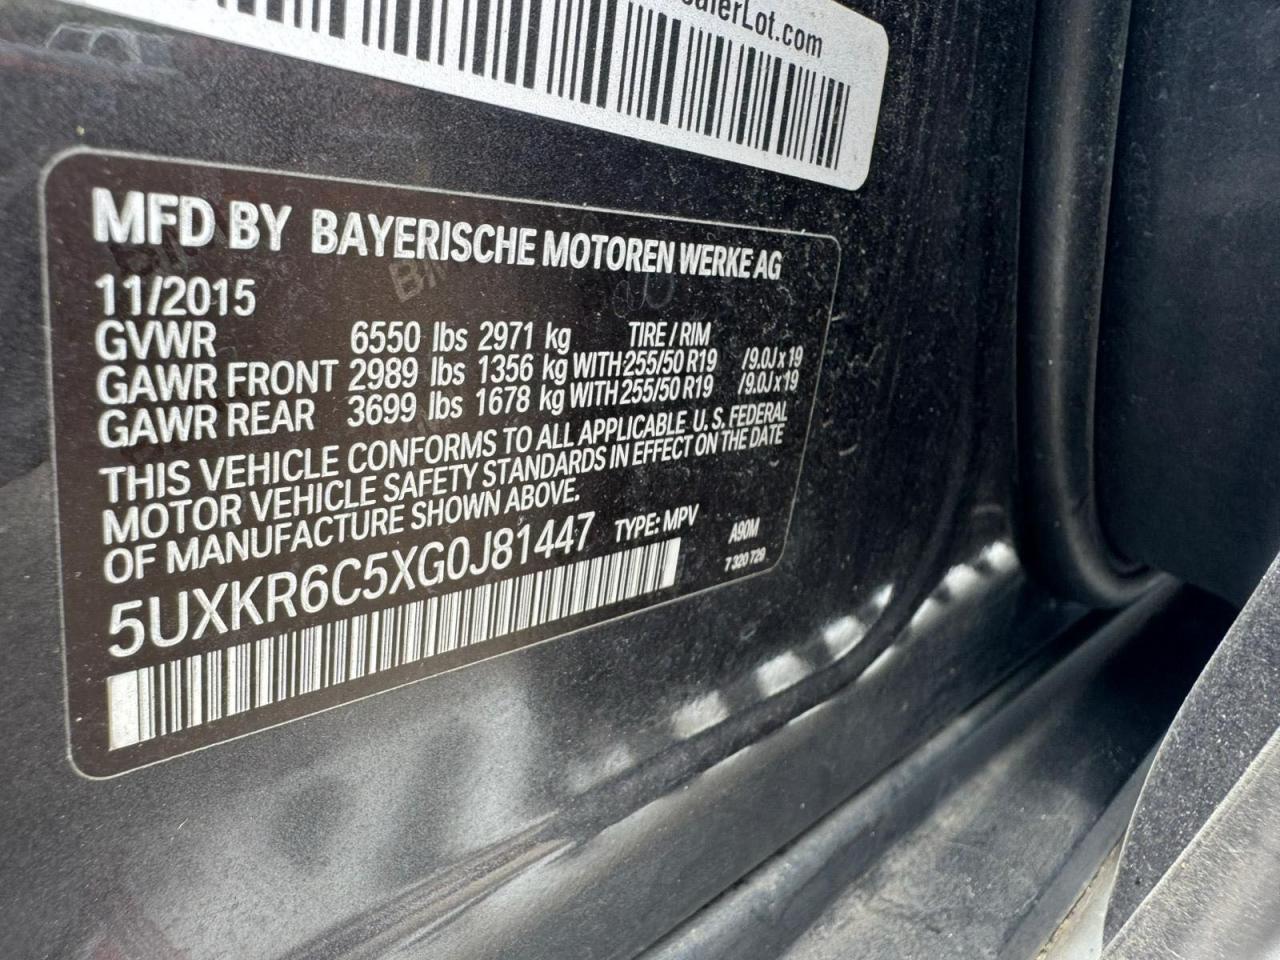 alerLot.com
MFD BY BAYERISCHE MOTOREN WERKE AG
11/2015
GVWR 6550 lbs 2971 kg TIRE / RIM
GAWR FRONT 2989 lbs 1356 kg WITH 255/50 R19 /9.0J x 19
GAWR REAR 3699 lbs 1678 kg WITH 255/50 R19 /9.0J x 19
THIS VEHICLE CONFORMS TO ALL APPLICABLE U.S. FEDERAL
MOTOR VEHICLE SAFETY STANDARDS IN EFFECT ON THE DATE
OF MANUFACTURE SHOWN ABOVE.
5UXKR6C5XG0J81447 TYPE: MPV A90M
7 320 729